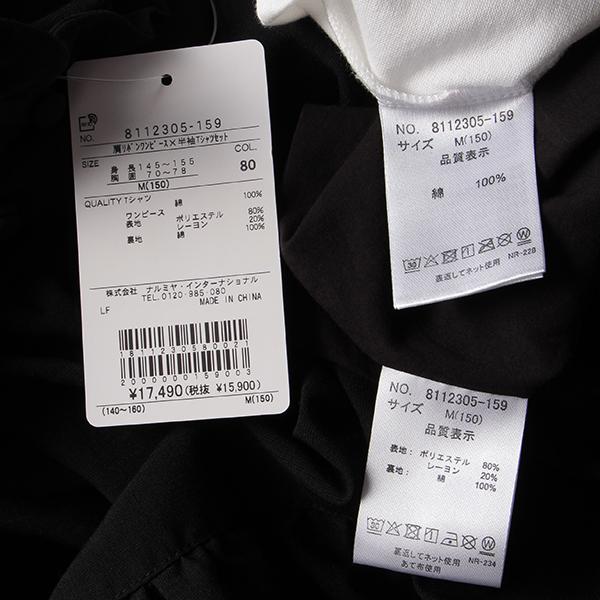 NO. 8112305-159
肩リボンワンピース×半袖Tシャツセット
SIZE 身長 145~155 COL.
胸囲 70~78 80
M(150)
QUALITY Tシャツ 綿 100%
ワンピース
表地 ポリエステル 80%
レーヨン 20%
裏地 綿 100%
株式会社 ナルミヤ・インターナショナル
TEL.0120-985-080
LF MADE IN CHINA
1811230580021
2000000159003
¥17,490(税抜 ¥15,900)
(140~160) M(150)
NO. 8112305-159
サイズ M(150)
品質表示
綿 100%
裏返してネット使用 NR-228
NO. 8112305-159
サイズ M(150)
品質表示
表地: ポリエステル 80%
レーヨン 20%
裏地: 綿 100%
裏返してネット使用 NR-234
あて布使用